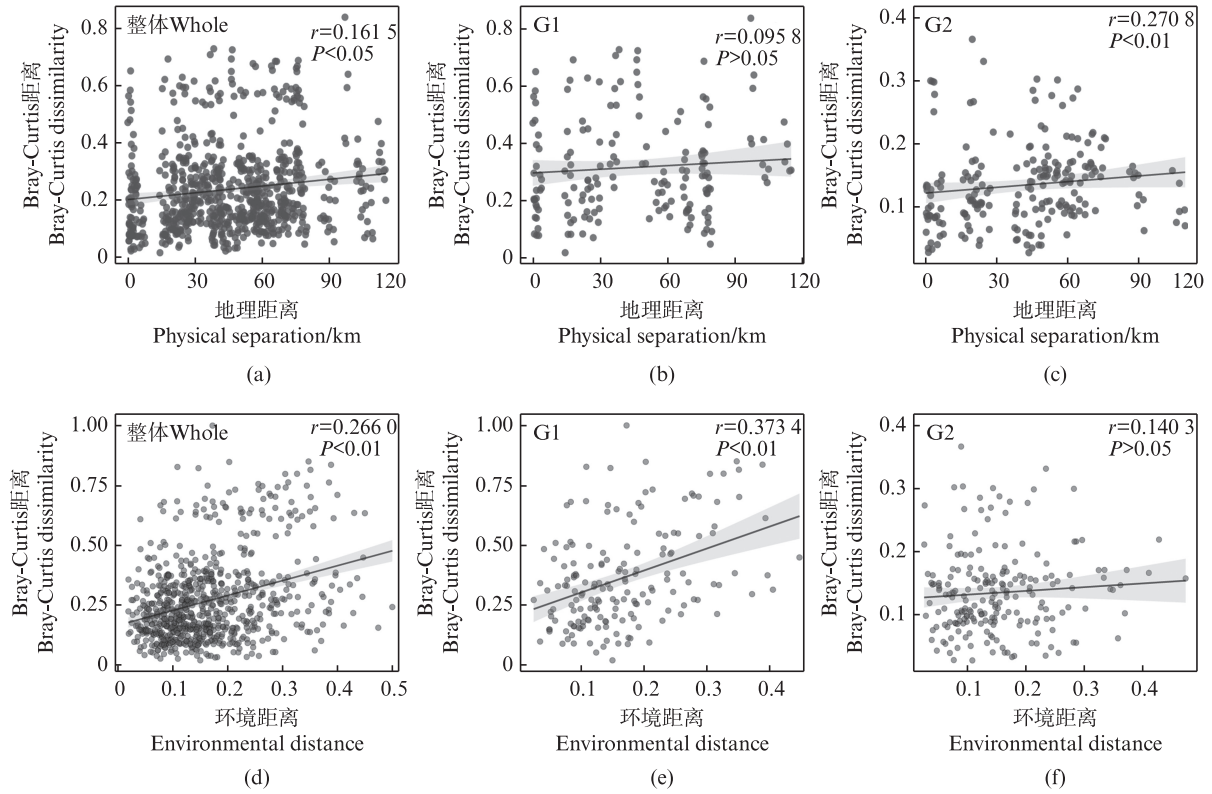 整体Whole
r=0.161 5
P<0.05
0.8
0.6
0.4
0.2
0
Bray-Curtis距离
Bray-Curtis dissimilarity
0 30 60 90 120
地理距离
Physical separation/km
(a)
G1
r=0.095 8
P>0.05
0.8
0.6
0.4
0.2
0
Bray-Curtis距离
Bray-Curtis dissimilarity
0 30 60 90 120
地理距离
Physical separation/km
(b)
G2
r=0.270 8
P<0.01
0.4
0.3
0.2
0.1
Bray-Curtis距离
Bray-Curtis dissimilarity
0 30 60 90 120
地理距离
Physical separation/km
(c)
整体Whole
r=0.266 0
P<0.01
1.00
0.75
0.50
0.25
0
Bray-Curtis距离
Bray-Curtis dissimilarity
0 0.1 0.2 0.3 0.4 0.5
环境距离
Environmental distance
(d)
G1
r=0.373 4
P<0.01
1.00
0.75
0.50
0.25
0
Bray-Curtis距离
Bray-Curtis dissimilarity
0.1 0.2 0.3 0.4
环境距离
Environmental distance
(e)
G2
r=0.140 3
P>0.05
0.4
0.3
0.2
0.1
Bray-Curtis距离
Bray-Curtis dissimilarity
0.1 0.2 0.3 0.4
环境距离
Environmental distance
(f)